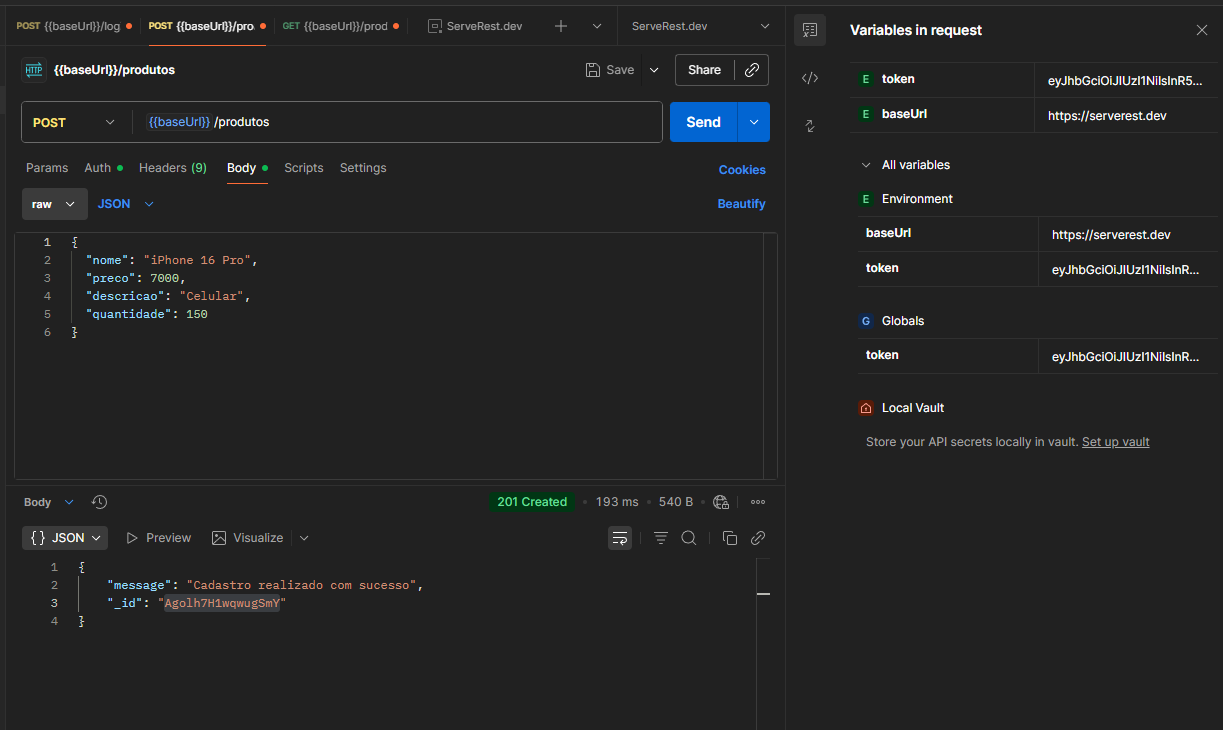 POST {{baseUrl}}/log
POST {{baseUrl}}/pro.
GET {{baseUrl}}/prod
ServeRest.dev
ServeRest.dev
HTTP {{baseUrl}}/produtos
Save
Share
POST
{{baseUrl}} /produtos
Send
Params
Auth
Headers (9)
Body
Scripts
Settings
Cookies
raw
JSON
Beautify
1 {
2 "nome": "iPhone 16 Pro",
3 "preco": 7000,
4 "descricao": "Celular",
5 "quantidade": 150
6 }
Body
201 Created
193 ms
540 B
{} JSON
Preview
Visualize
1 {
2 "message": "Cadastro realizado com sucesso",
3 "_id": "Agolh7H1wqwugSmY"
4 }
Variables in request
E token eyJhbGciOiJIUzI1NiIsInR5...
E baseUrl https://serverest.dev
All variables
E Environment
baseUrl https://serverest.dev
token eyJhbGciOiJIUzI1NiIsInR...
G Globals
token eyJhbGciOiJIUzI1NiIsInR...
Local Vault
Store your API secrets locally in vault. Set up vault